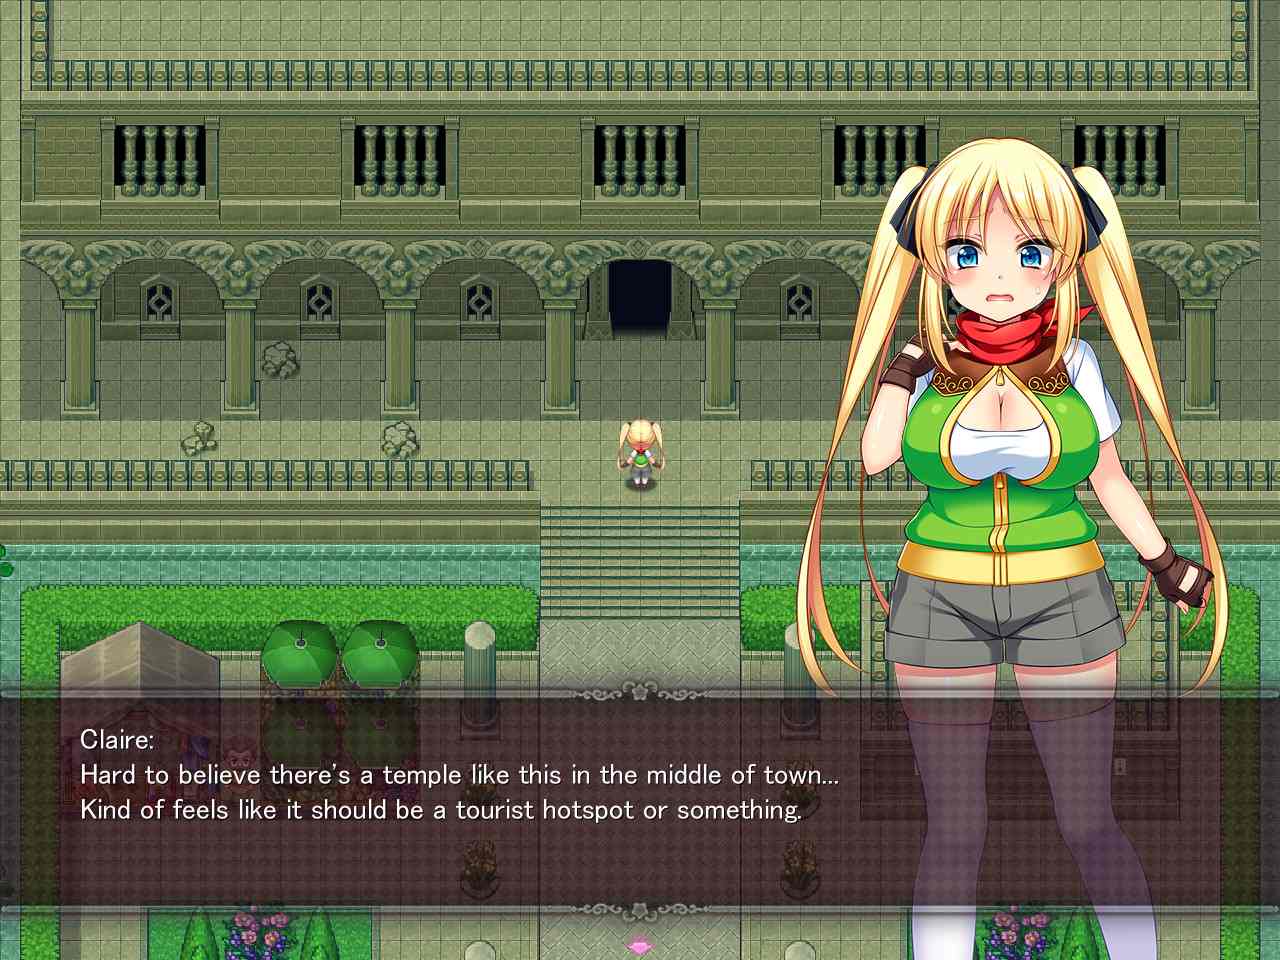 Claire:
Hard to believe there's a temple like this in the middle of town...
Kind of feels like it should be a tourist hotspot or something.